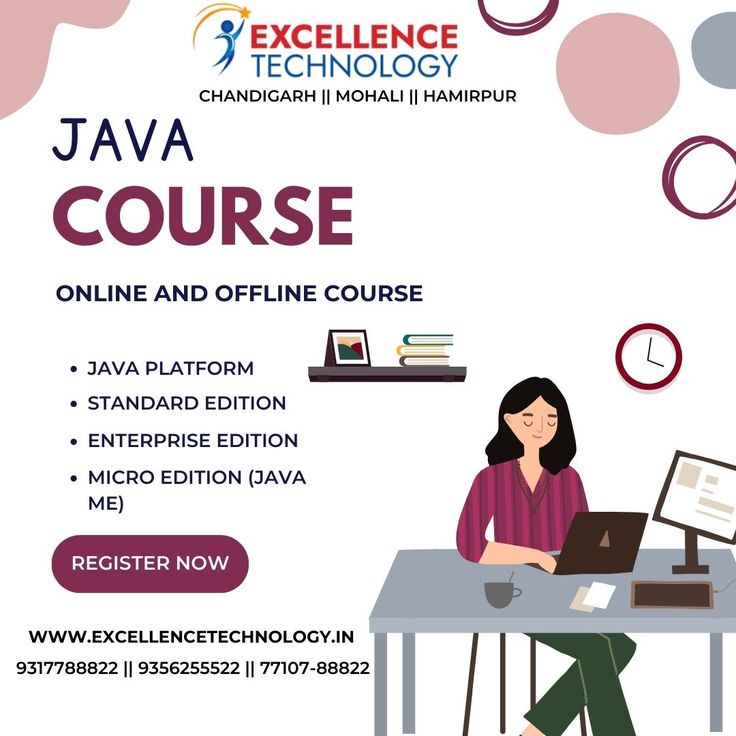 EXCELLENCE
TECHNOLOGY
CHANDIGARH || MOHALI || HAMIRPUR
JAVA
COURSE
ONLINE AND OFFLINE COURSE
• JAVA PLATFORM
• STANDARD EDITION
• ENTERPRISE EDITION
• MICRO EDITION (JAVA
ME)
REGISTER NOW
WWW.EXCELLENCETECHNOLOGY.IN
9317788822 || 9356255522 || 77107-88822